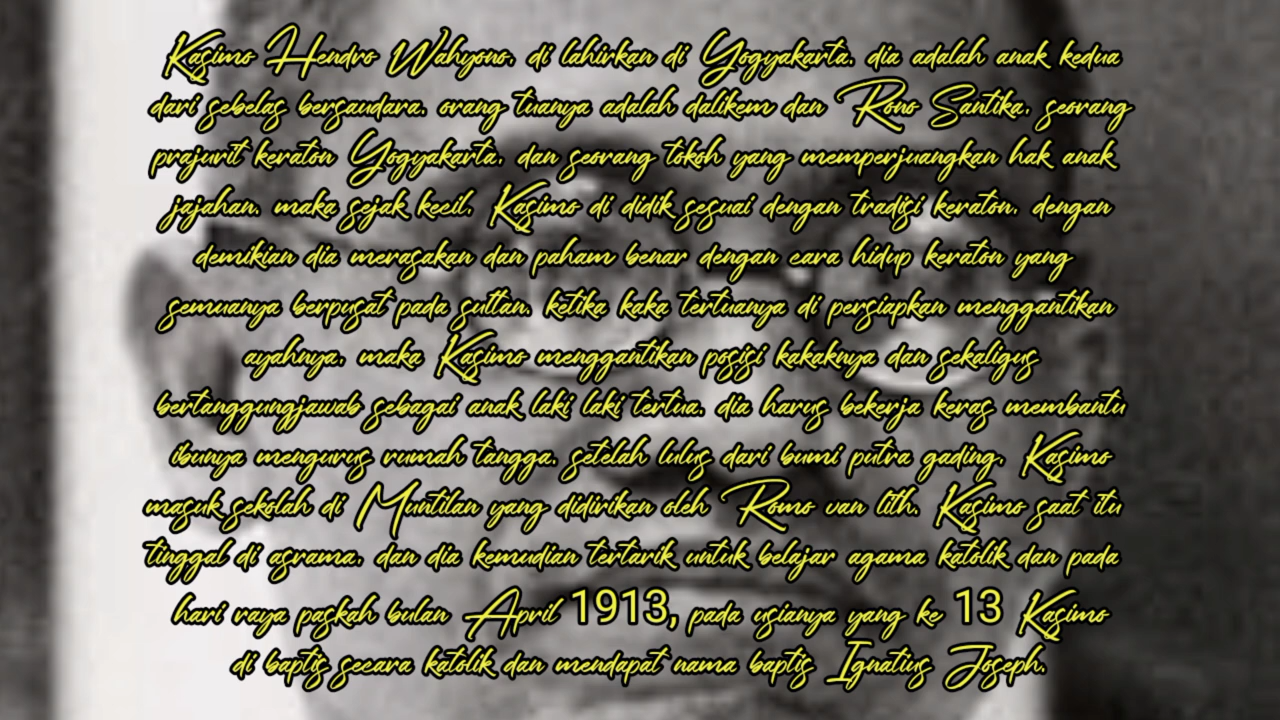 Kasimo Hendro Wahyono, di lahirkan di Yogyakarta, dia adalah anak kedua
dari sebelas bersaudara, orang tuanya adalah dalikem dan Rono Santika, seorang
prajurit keraton Yogyakarta, dan seorang tokoh yang memperjuangkan hak anak
jajahan, maka sejak kecil, Kasimo di didik sesuai dengan tradisi keraton, dengan
demikian dia merasakan dan paham benar dengan cara hidup keraton yang
semuanya berpusat pada sultan, ketika kaka tertuanya di persiapkan menggantikan
ayahnya, maka Kasimo menggantikan posisi kakaknya dan sekaligus
bertanggungjawab sebagai anak laki laki tertua, dia harus bekerja keras membantu
ibunya mengurus rumah tangga, setelah lulus dari bumi putra gading, Kasimo
masuk sekolah di Muntilan yang didirikan oleh Romo van lith, Kasimo saat itu
tinggal di asrama, dan dia kemudian tertarik untuk belajar agama katolik dan pada
hari raya paskah bulan April 1913, pada usianya yang ke 13 Kasimo
di baptis secara katolik dan mendapat nama baptis Ignatius Joseph.